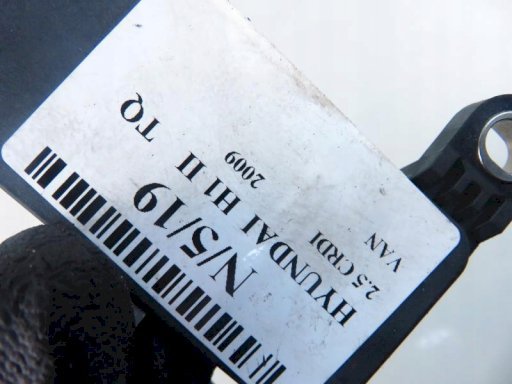 N/5/19
HYUNDAI H1 II TQ
2.5 CRDI 2009
VAN